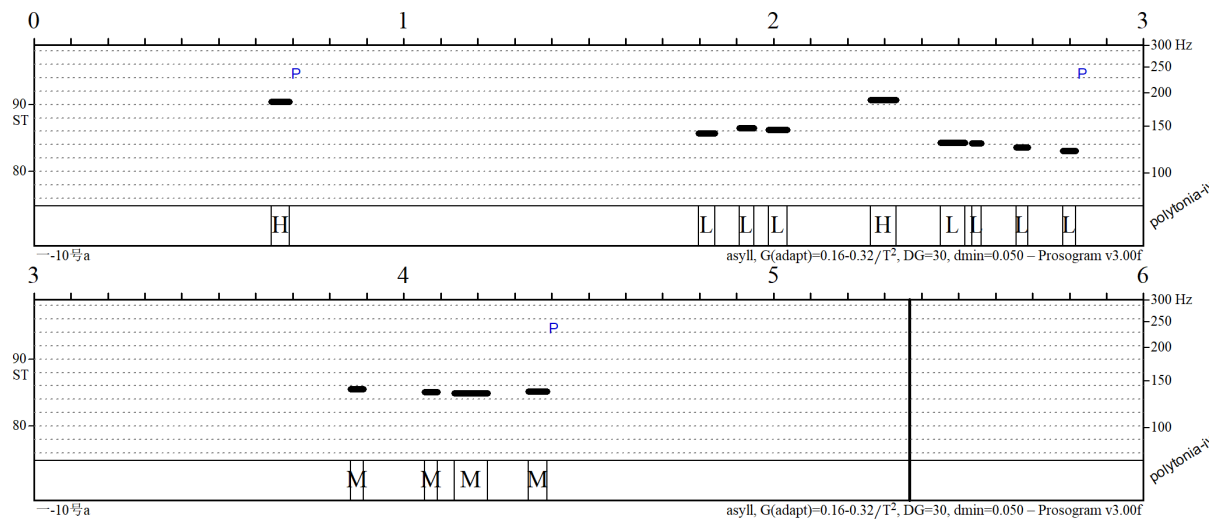 0 1 2 3
300 Hz
250
P P
200
90
ST
150
80
100
H L L L H L L L L
polytonia-iv
一-10号a asyll, G(adapt)=0.16-0.32/T², DG=30, dmin=0.050 – Prosogram v3.00f
3 4 5 6
300 Hz
P
250
200
90
ST
150
80
100
M M M M
polytonia-iv
一-10号a asyll, G(adapt)=0.16-0.32/T², DG=30, dmin=0.050 – Prosogram v3.00f